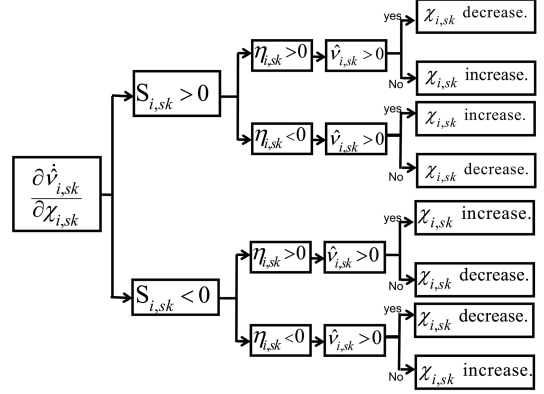 ∂ν̂̇_{i,sk}
∂χ_{i,sk}
S_{i,sk} > 0
η_{i,sk} >0
ν̂_{i,sk} > 0
yes
χ_{i,sk} decrease.
No
χ_{i,sk} increase.
η_{i,sk} <0
ν̂_{i,sk} > 0
yes
χ_{i,sk} increase.
No
χ_{i,sk} decrease.
S_{i,sk} < 0
η_{i,sk} >0
ν̂_{i,sk} > 0
yes
χ_{i,sk} increase.
No
χ_{i,sk} decrease.
η_{i,sk} <0
ν̂_{i,sk} > 0
yes
χ_{i,sk} decrease.
No
χ_{i,sk} increase.